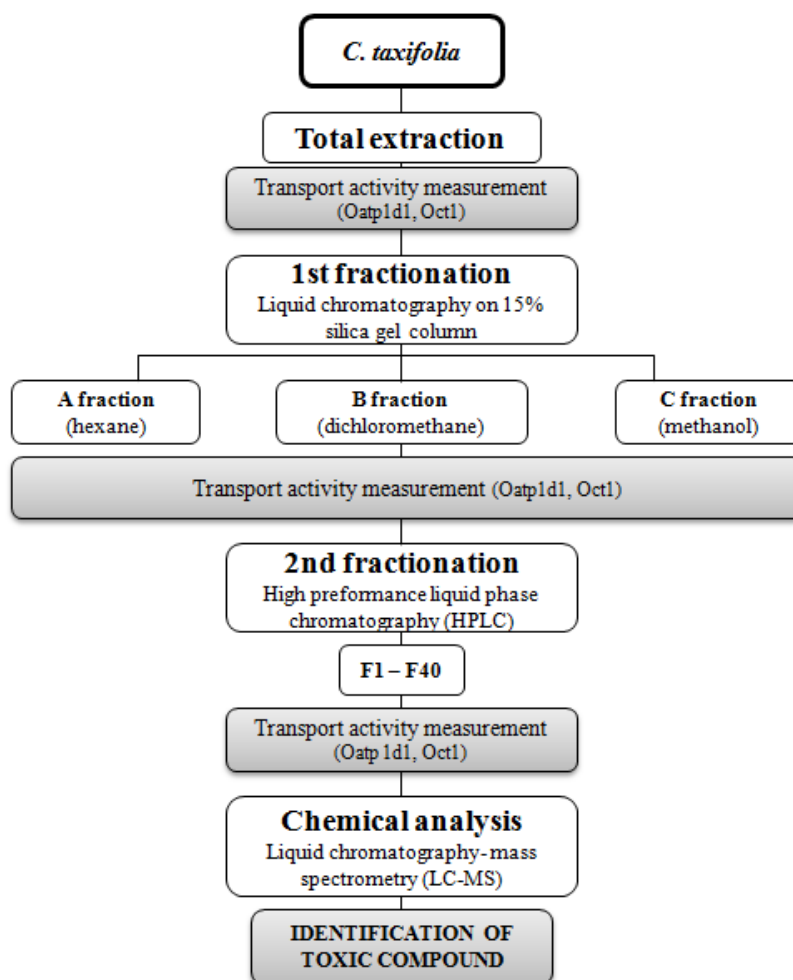 C. taxifolia
Total extraction
Transport activity measurement
(Oatp1d1, Oct1)
1st fractionation
Liquid chromatography on 15%
silica gel column
A fraction
(hexane)
B fraction
(dichloromethane)
C fraction
(methanol)
Transport activity measurement (Oatp1d1, Oct1)
2nd fractionation
High preformance liquid phase
chromatography (HPLC)
F1 – F40
Transport activity measurement
(Oatp1d1, Oct1)
Chemical analysis
Liquid chromatography-mass
spectrometry (LC-MS)
IDENTIFICATION OF
TOXIC COMPOUND